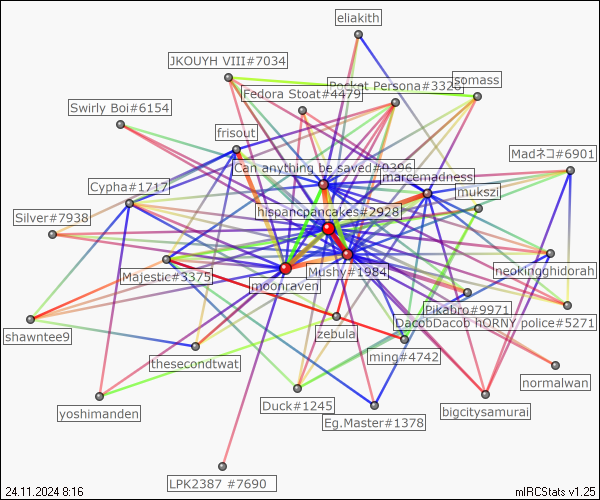 eliakith
JKOUYH VIII#7034
somass
Pocket Persona#3326
Fedora Stoat#4479
Swirly Boi#6154
frisout
Madネコ#6901
Can anything be saved#0396
marcemadness
Cypha#1717
mukszi
hispancpancakes#2928
Silver#7938
neokingghidorah
Mushy#1984
Majestic#3375
moonraven
Pikabro#9971
DacobDacob hORNY police#5271
zebula
shawntee9
ming#4742
thesecondtwat
normalwan
Duck#1245
yoshimanden
bigcitysamurai
Eg.Master#1378
LPK2387 #7690
24.11.2024 8:16
mIRCStats v1.25